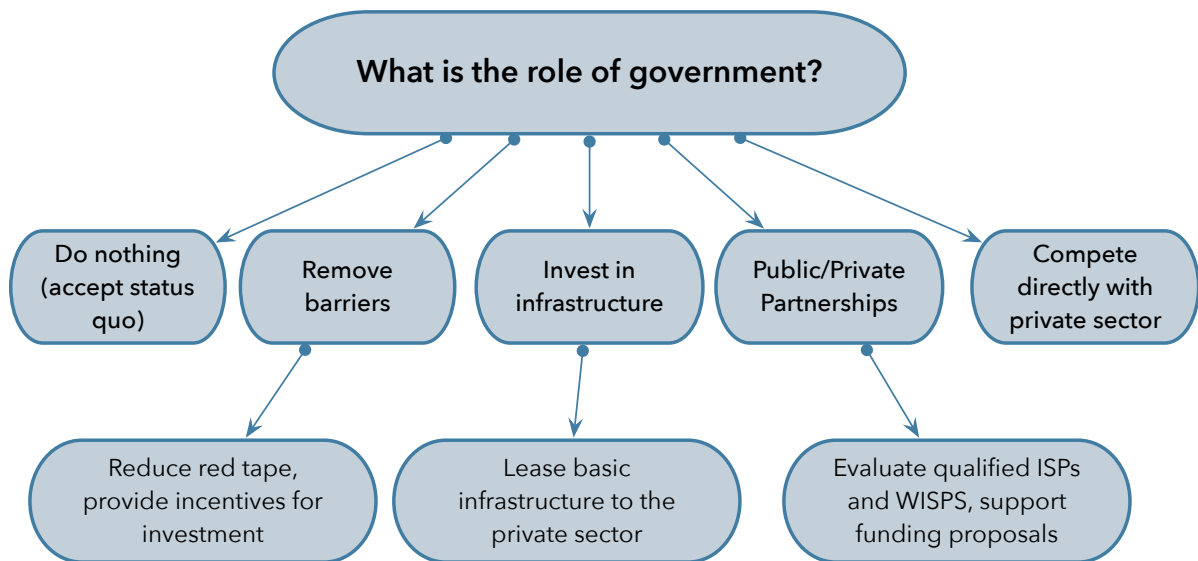 What is the role of government?
Do nothing
(accept status
quo)
Remove
barriers
Invest in
infrastructure
Public/Private
Partnerships
Compete
directly with
private sector
Reduce red tape,
provide incentives for
investment
Lease basic
infrastructure to the
private sector
Evaluate qualified ISPs
and WISPS, support
funding proposals